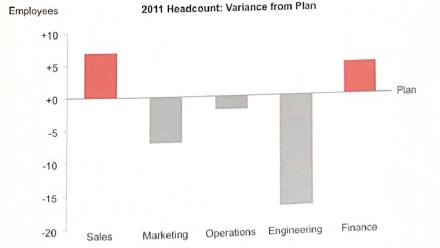 Employees
2011 Headcount: Variance from Plan
+10
+5
+0
-5
-10
-15
-20
Plan
Sales
Marketing
Operations
Engineering
Finance